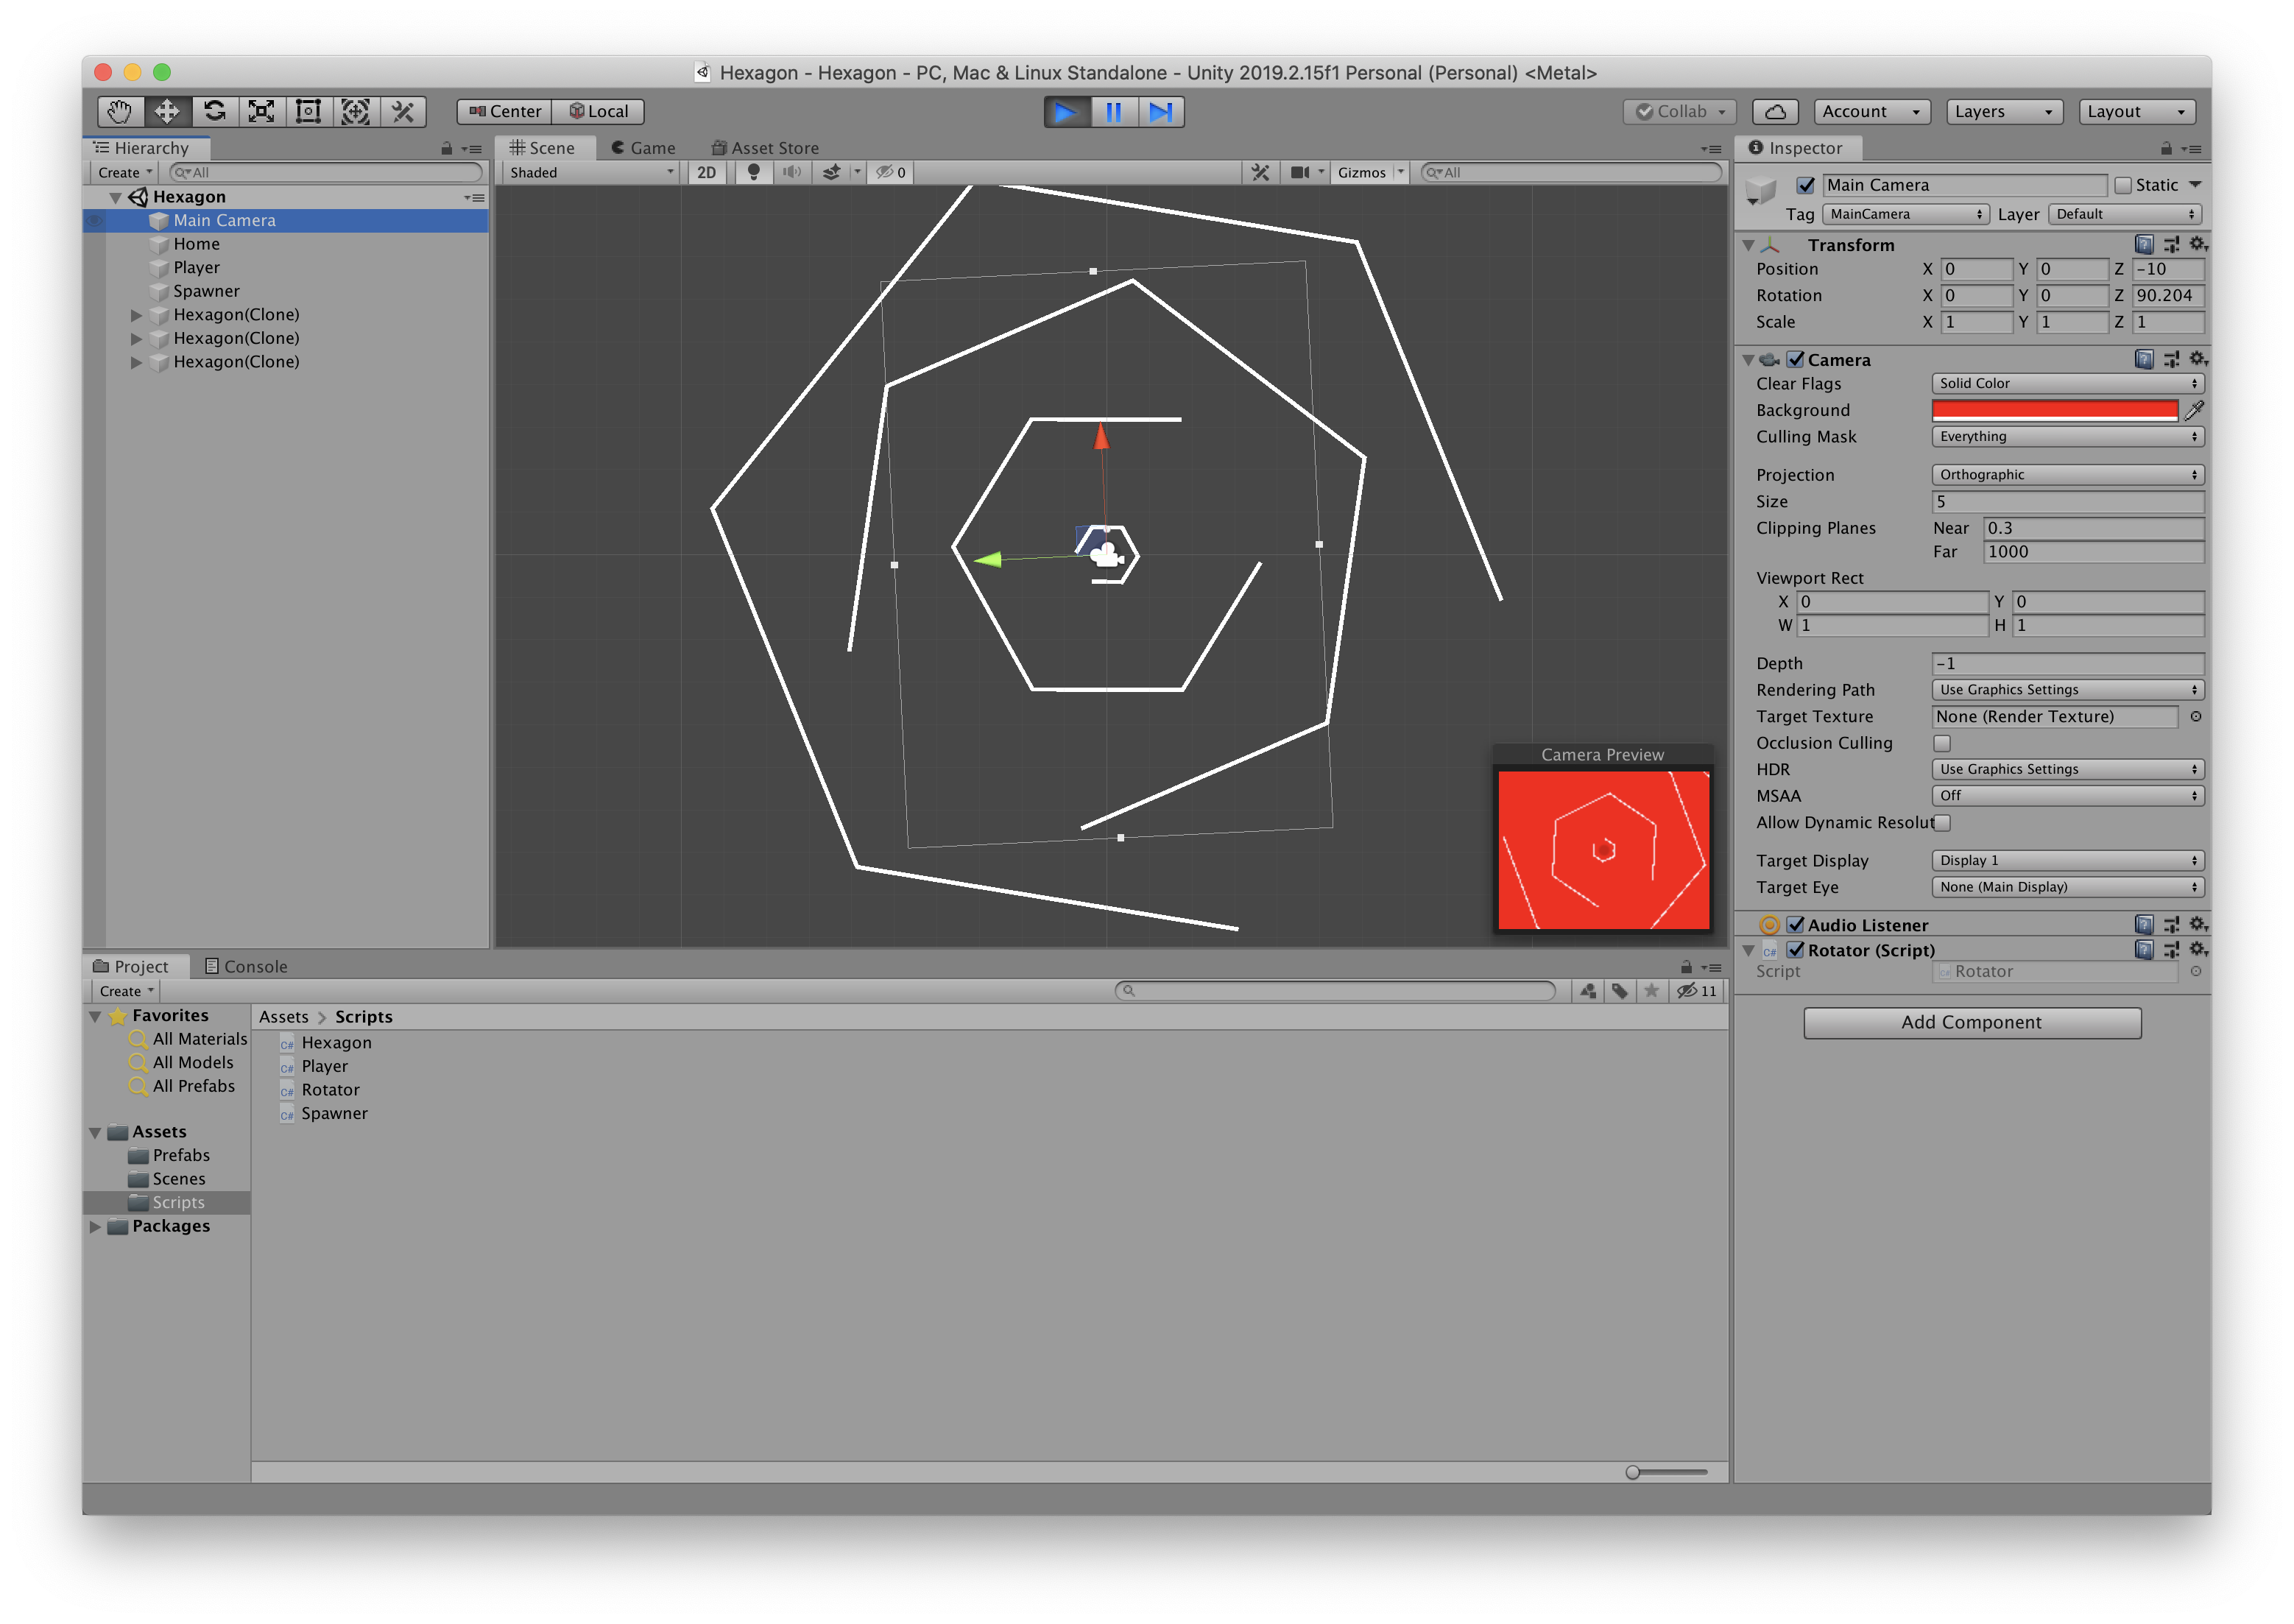 Hexagon - Hexagon - PC, Mac & Linux Standalone - Unity 2019.2.15f1 Personal (Personal) <Metal>
Center Local Collab Account Layers Layout
Hierarchy
Create All
Hexagon
Main Camera
Home
Player
Spawner
Hexagon(Clone)
Hexagon(Clone)
Hexagon(Clone)
Scene Game Asset Store
Shaded 2D 0 Gizmos All
Camera Preview
Inspector
Main Camera Static
Tag MainCamera Layer Default
Transform
Position X 0 Y 0 Z -10
Rotation X 0 Y 0 Z 90.204
Scale X 1 Y 1 Z 1
Camera
Clear Flags Solid Color
Background
Culling Mask Everything
Projection Orthographic
Size 5
Clipping Planes Near 0.3
Far 1000
Viewport Rect
X 0 Y 0
W 1 H 1
Depth -1
Rendering Path Use Graphics Settings
Target Texture None (Render Texture)
Occlusion Culling
HDR Use Graphics Settings
MSAA Off
Allow Dynamic Resolut
Target Display Display 1
Target Eye None (Main Display)
Audio Listener
C# Rotator (Script)
Script C# Rotator
Add Component
Project Console
Create 11
Favorites
All Materials
All Models
All Prefabs
Assets
Prefabs
Scenes
Scripts
Packages
Assets > Scripts
C# Hexagon
C# Player
C# Rotator
C# Spawner